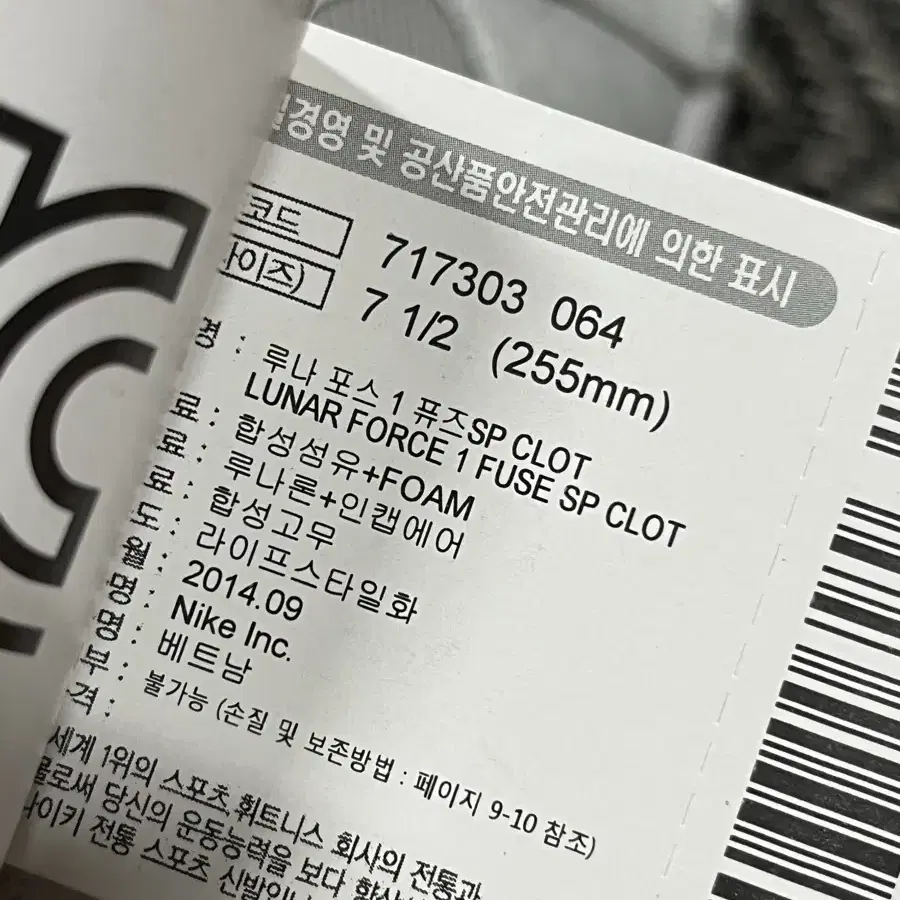 경영 및 공산품안전관리에 의한 표시
코드 717303 064
사이즈) 7 1/2 (255mm)
명 : 루나 포스 1 퓨즈SP CLOT
LUNAR FORCE 1 FUSE SP CLOT
료 : 합성섬유+FOAM
료 : 루나론+인캡에어
료 : 합성고무
도 : 라이프스타일화
월 : 2014.09
명 : Nike Inc.
명 : 베트남
부 : 불가능 (손질 및 보존방법 : 페이지 9-10 참조)
격 :
세계 1위의 스포츠 휘트니스 회사의 전통과
물로써 당신의 운동능력을 보다 향상
나이키 전통 스포츠 신발인